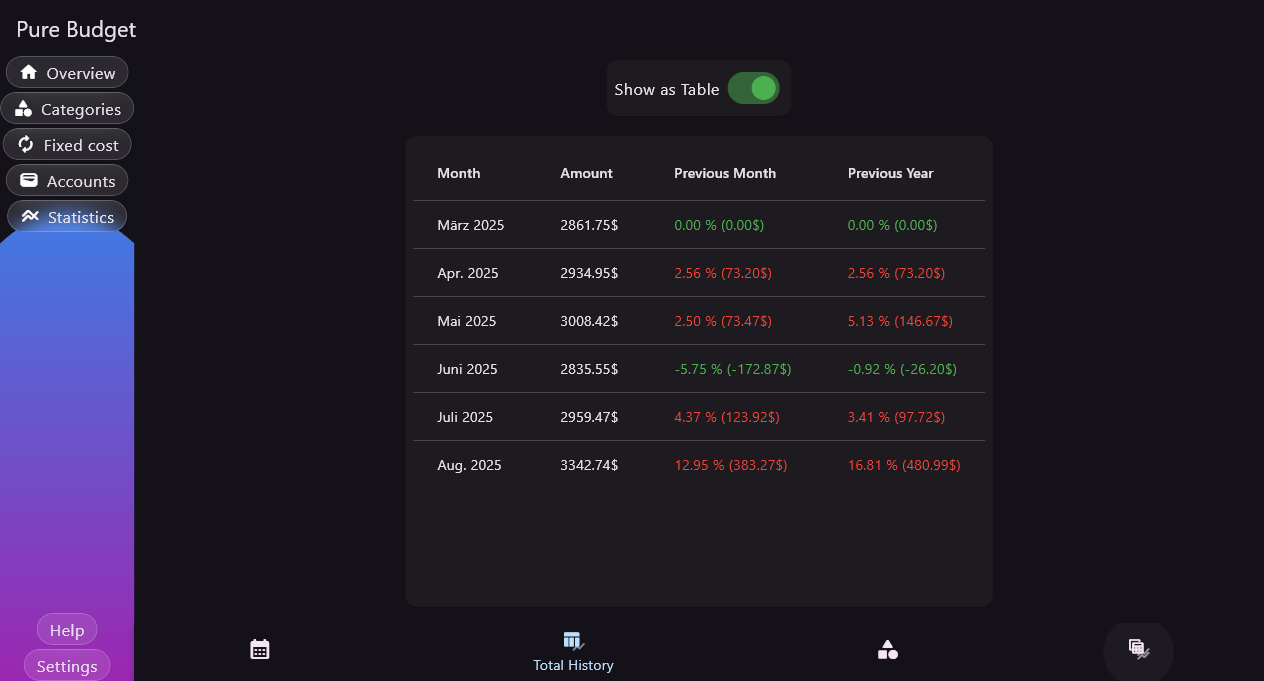 Pure Budget
Overview
Categories
Fixed cost
Accounts
Statistics
Help
Settings
Show as Table
Month Amount Previous Month Previous Year
März 2025 2861.75$ 0.00 % (0.00$) 0.00 % (0.00$)
Apr. 2025 2934.95$ 2.56 % (73.20$) 2.56 % (73.20$)
Mai 2025 3008.42$ 2.50 % (73.47$) 5.13 % (146.67$)
Juni 2025 2835.55$ -5.75 % (-172.87$) -0.92 % (-26.20$)
Juli 2025 2959.47$ 4.37 % (123.92$) 3.41 % (97.72$)
Aug. 2025 3342.74$ 12.95 % (383.27$) 16.81 % (480.99$)
Total History